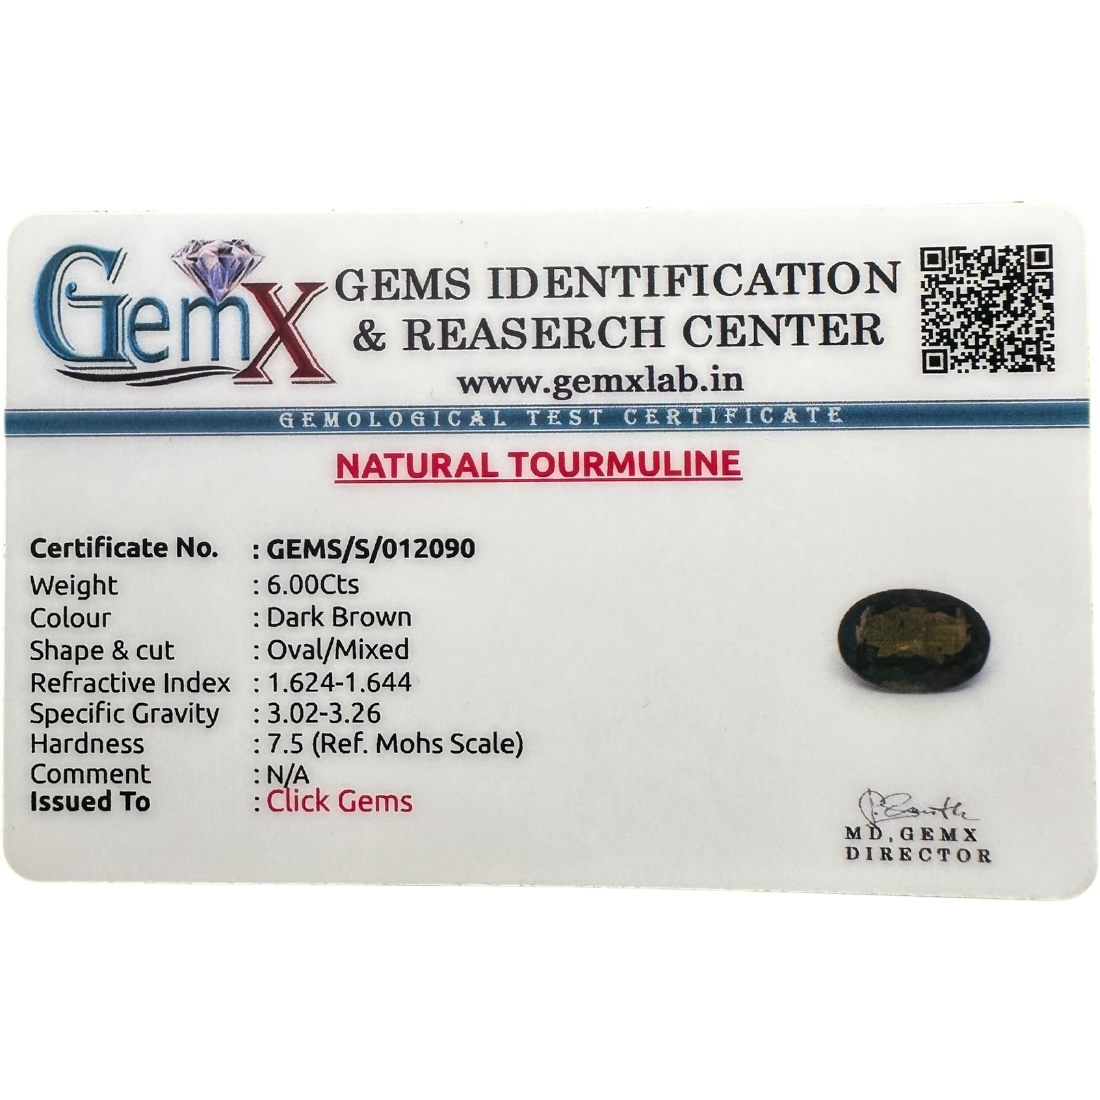 GemX
GEMS IDENTIFICATION
& REASERCH CENTER
www.gemxlab.in
GEMOLOGICAL TEST CERTIFICATE
NATURAL TOURMULINE
Certificate No. : GEMS/S/012090
Weight : 6.00Cts
Colour : Dark Brown
Shape & cut : Oval/Mixed
Refractive Index : 1.624-1.644
Specific Gravity : 3.02-3.26
Hardness : 7.5 (Ref. Mohs Scale)
Comment : N/A
Issued To : Click Gems
MD, GEMX
DIRECTOR